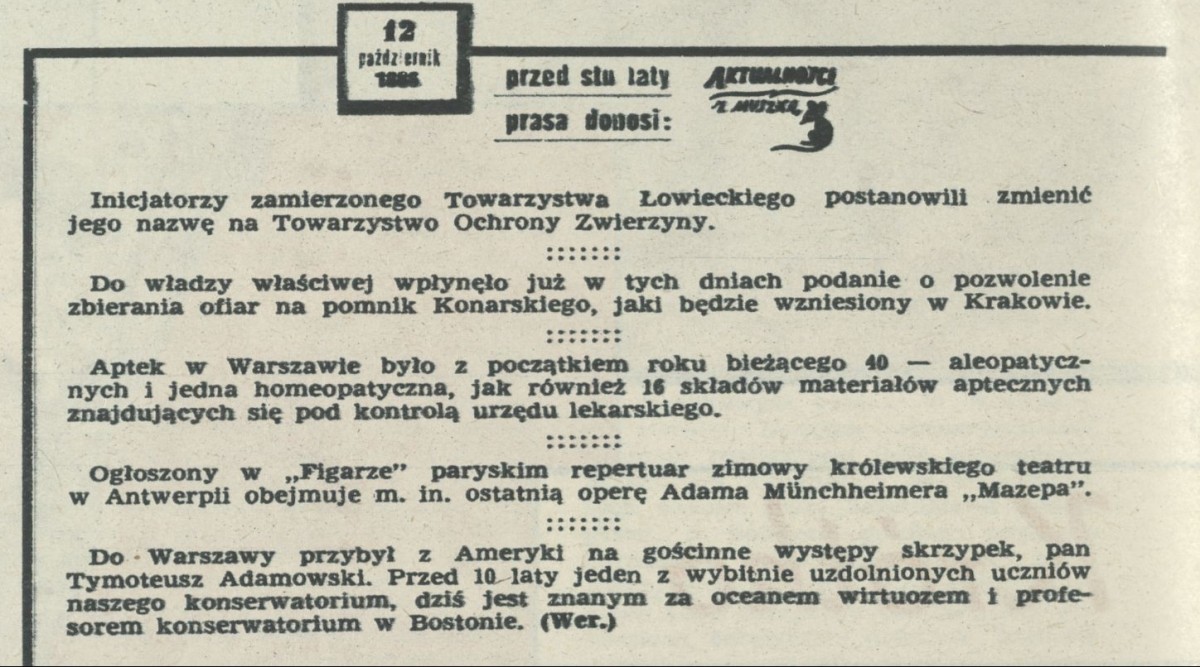 12
październik
1886
przed stu laty
prasa donosi:
AKTUALNOŚCI
Z MUSZKĄ
Inicjatorzy zamierzonego Towarzystwa Łowieckiego postanowili zmienić
jego nazwę na Towarzystwo Ochrony Zwierzyny.
Do władzy właściwej wpłynęło już w tych dniach podanie o pozwolenie
zbierania ofiar na pomnik Konarskiego, jaki będzie wzniesiony w Krakowie.
Aptek w Warszawie było z początkiem roku bieżącego 40 — aleopatycz-
nych i jedna homeopatyczna, jak również 16 składów materiałów aptecznych
znajdujących się pod kontrolą urzędu lekarskiego.
Ogłoszony w „Figarze” paryskim repertuar zimowy królewskiego teatru
w Antwerpii obejmuje m. in. ostatnią operę Adama Münchheimera „Mazepa”.
Do Warszawy przybył z Ameryki na gościnne występy skrzypek, pan
Tymoteusz Adamowski. Przed 10 laty jeden z wybitnie uzdolnionych uczniów
naszego konserwatorium, dziś jest znanym za oceanem wirtuozem i profe-
sorem konserwatorium w Bostonie. (Wer.)